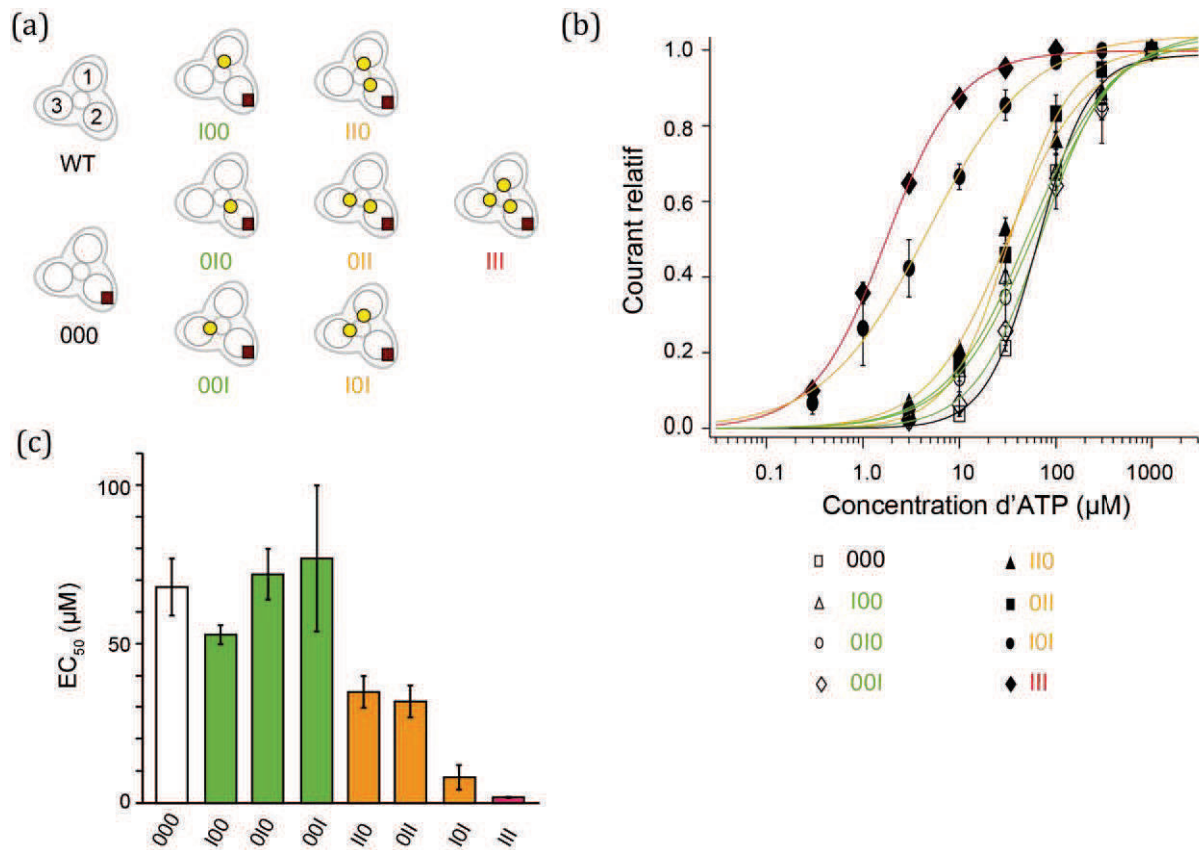 (a)
1
3
2
WT
000
I00
0I0
00I
II0
0II
I0I
III
(b)
Courant relatif
1.0
0.8
0.6
0.4
0.2
0.0
0.1
1.0
10
100
1000
Concentration d'ATP (µM)
000
I00
0I0
00I
II0
0II
I0I
III
(c)
EC50 (µM)
100
50
0
000
I00
0I0
00I
II0
0II
I0I
III